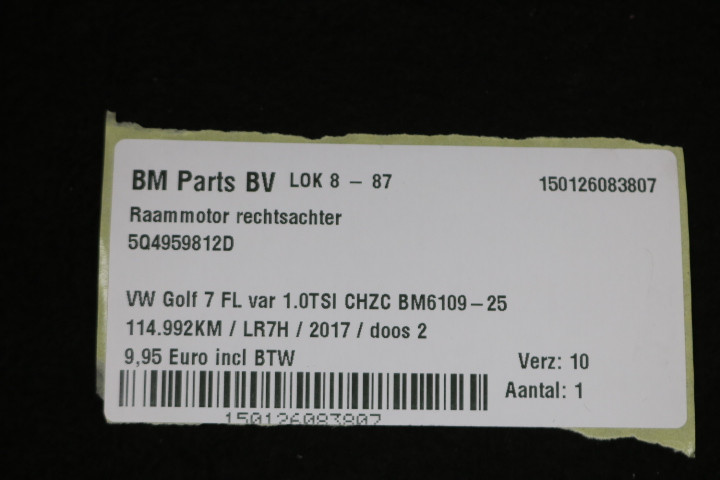 BM Parts BV LOK 8 - 87 150126083807
Raammotor rechtsachter
5Q4959812D
VW Golf 7 FL var 1.0TSI CHZC BM6109-25
114.992KM / LR7H / 2017 / doos 2
9,95 Euro incl BTW Verz: 10
Aantal: 1
150126083807